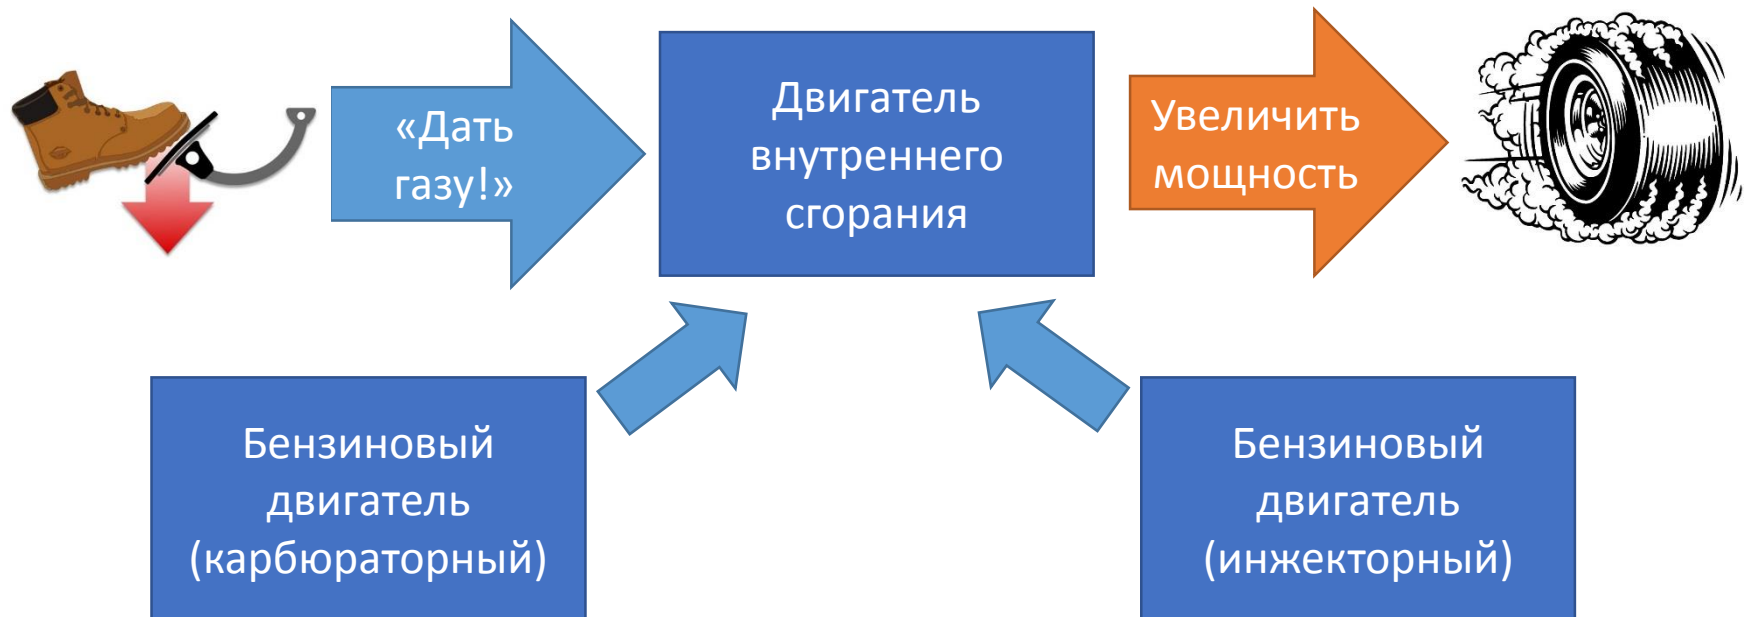 «Дать
газу!»
Двигатель
внутреннего
сгорания
Увеличить
мощность
Бензиновый
двигатель
(карбюраторный)
Бензиновый
двигатель
(инжекторный)